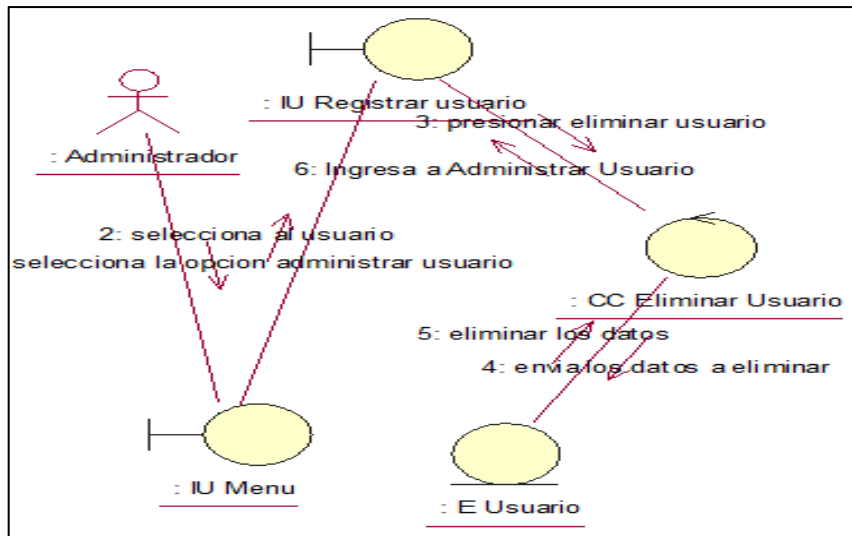 : IU Registrar usuario
3: presionar eliminar usuario
: Administrador
6: Ingresa a Administrar Usuario
2: selecciona al usuario
selecciona la opcion administrar usuario
: CC Eliminar Usuario
5: eliminar los datos
4: envia los datos a eliminar
: IU Menu
: E Usuario